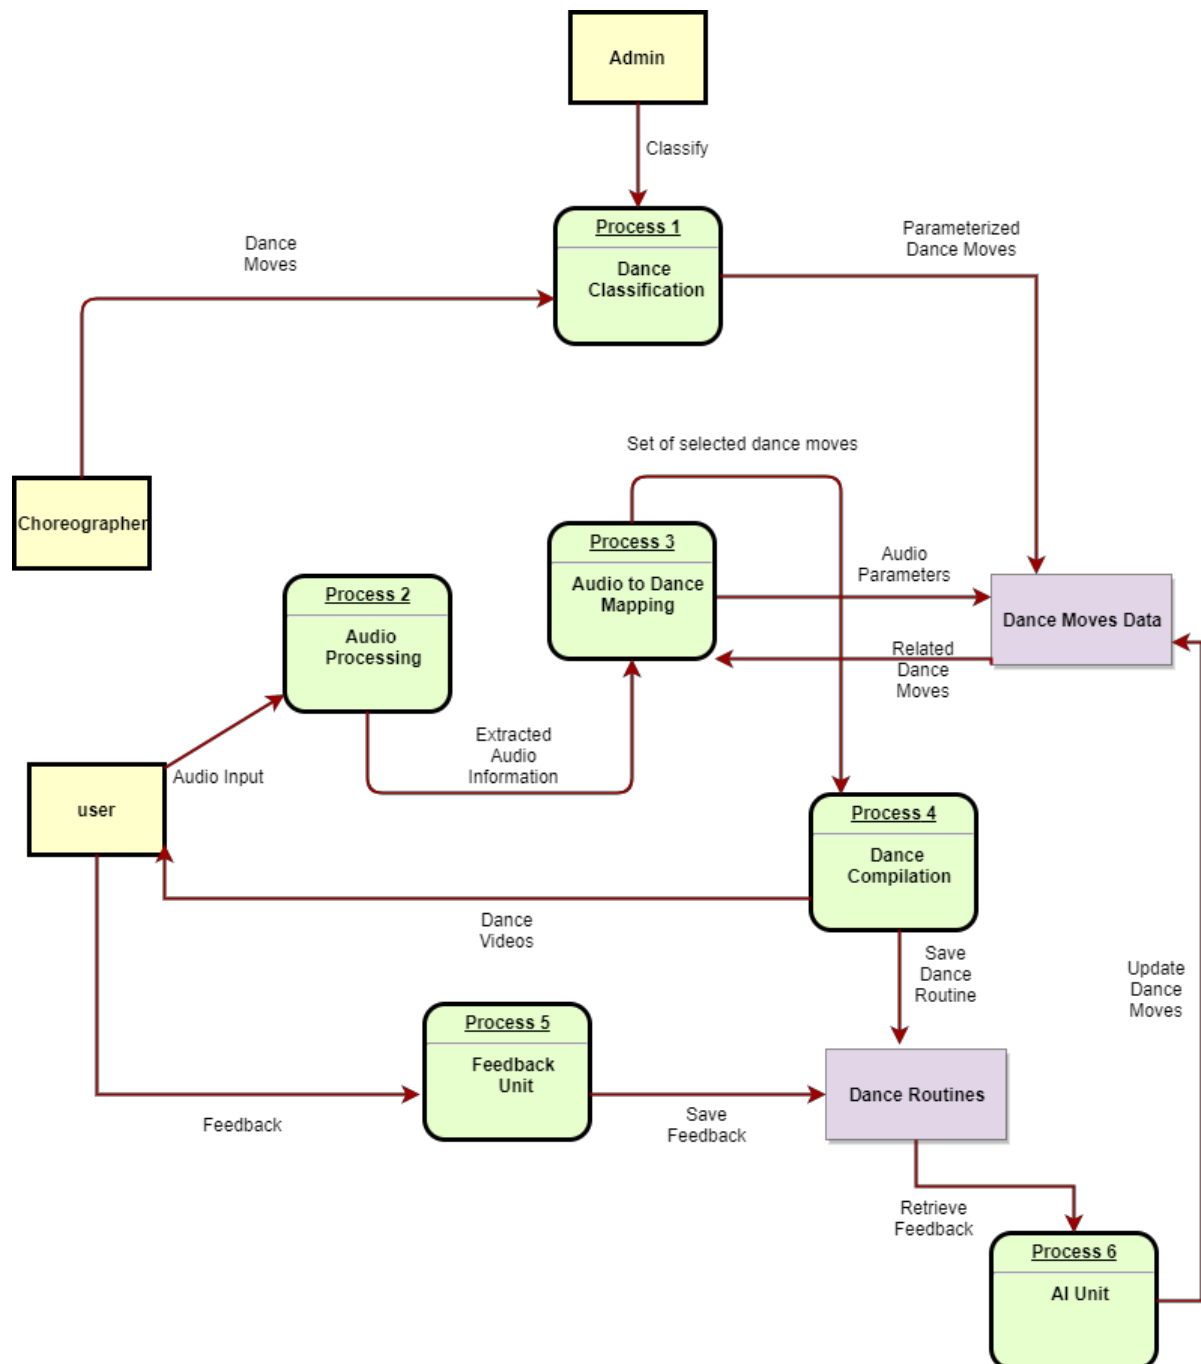 Admin
Classify
Process 1
Dance
Classification
Dance
Moves
Parameterized
Dance Moves
Choreographer
Set of selected dance moves
Process 3
Audio to Dance
Mapping
Audio
Parameters
Dance Moves Data
Related
Dance
Moves
Process 2
Audio
Processing
Extracted
Audio
Information
Audio Input
user
Process 4
Dance
Compilation
Dance
Videos
Save
Dance
Routine
Update
Dance
Moves
Process 5
Feedback
Unit
Feedback
Save
Feedback
Dance Routines
Retrieve
Feedback
Process 6
AI Unit